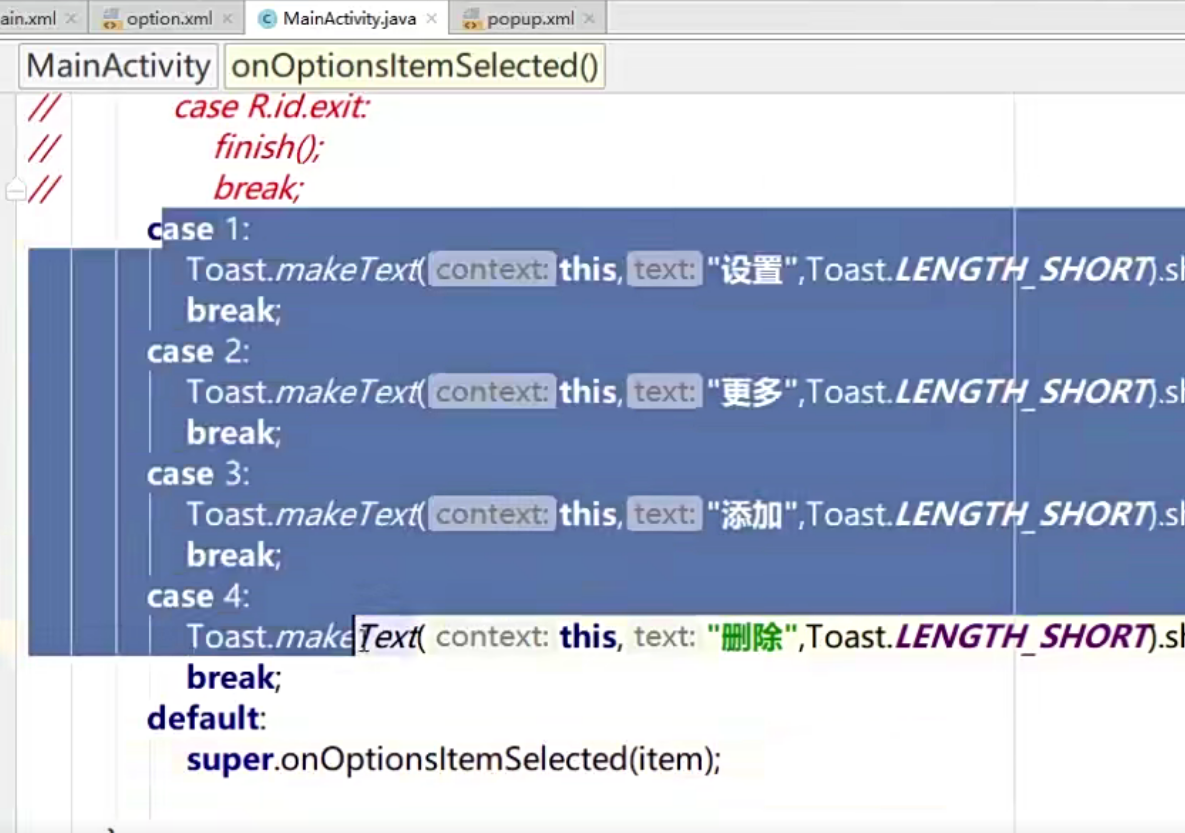 ain.xml option.xml MainActivity.java popup.xml
MainActivity onOptionsItemSelected()
// case R.id.exit:
// finish();
// break;
case 1:
Toast.makeText( context: this, text: "设置",Toast.LENGTH_SHORT).sh
break;
case 2:
Toast.makeText( context: this, text: "更多",Toast.LENGTH_SHORT).sh
break;
case 3:
Toast.makeText( context: this, text: "添加",Toast.LENGTH_SHORT).sh
break;
case 4:
Toast.makeText( context: this, text: "删除",Toast.LENGTH_SHORT).sh
break;
default:
super.onOptionsItemSelected(item);